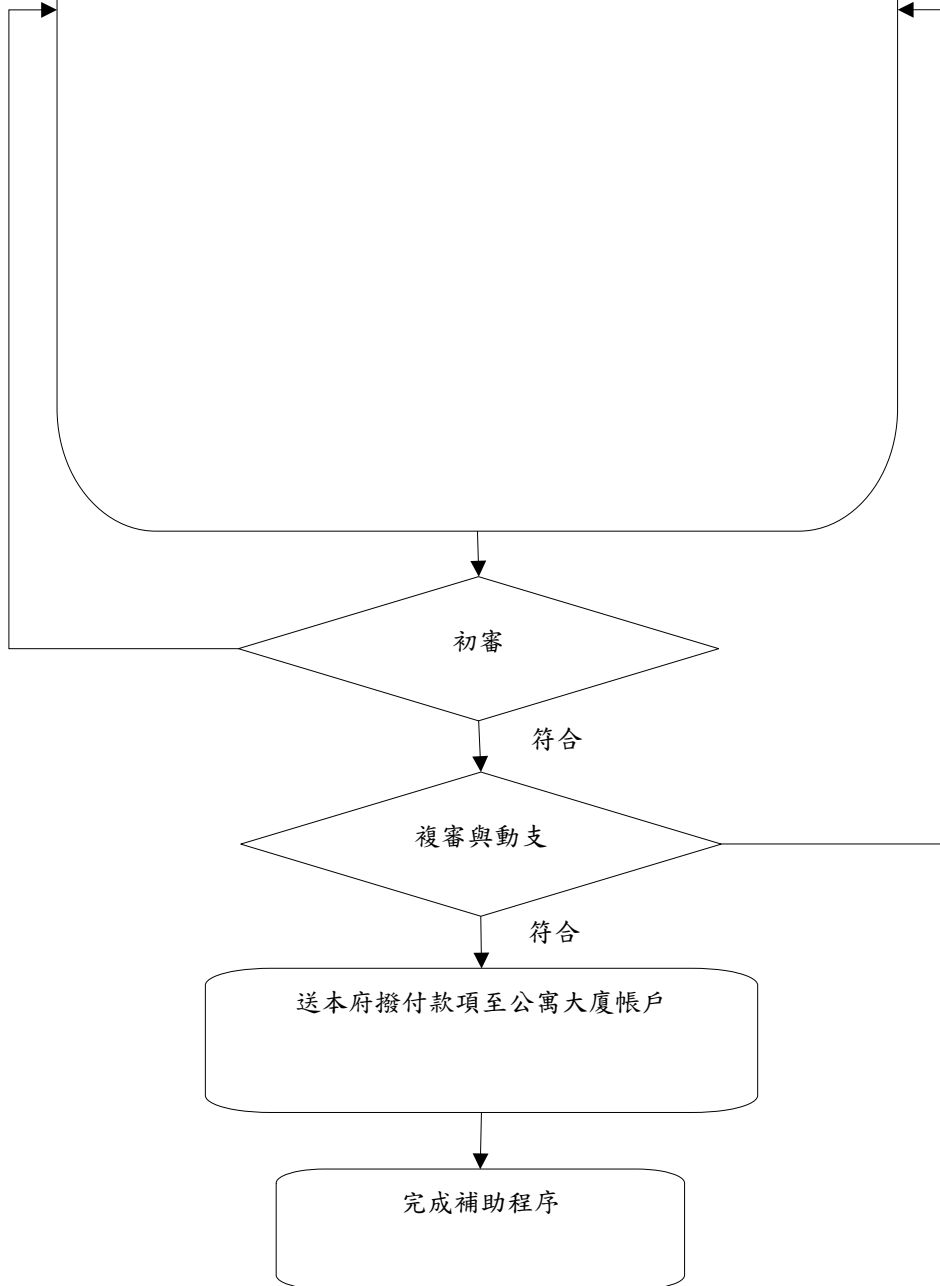 初審
符合
複審與動支
符合
送本府撥付款項至公寓大廈帳戶
完成補助程序